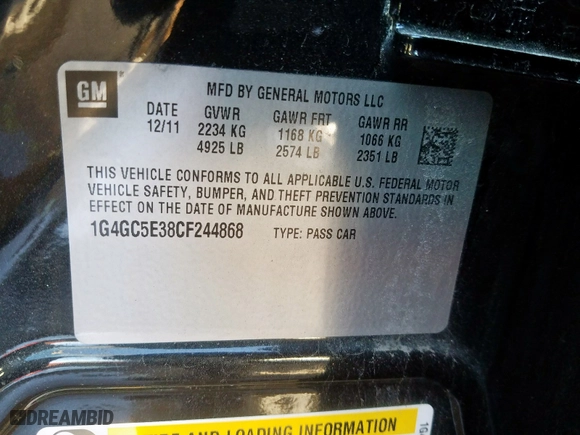 GM
MFD BY GENERAL MOTORS LLC
DATE GVWR GAWR FRT GAWR RR
12/11 2234 KG 1168 KG 1066 KG
4925 LB 2574 LB 2351 LB
THIS VEHICLE CONFORMS TO ALL APPLICABLE U.S. FEDERAL MOTOR
VEHICLE SAFETY, BUMPER, AND THEFT PREVENTION STANDARDS IN
EFFECT ON THE DATE OF MANUFACTURE SHOWN ABOVE.
1G4GC5E38CF244868 TYPE: PASS CAR
AND LOADING INFORMATION
DREAMBID